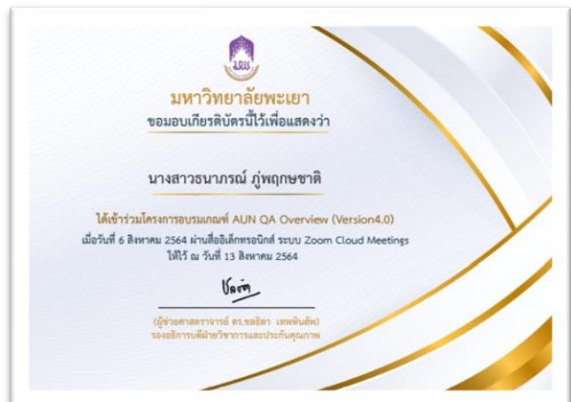 มหาวิทยาลัยพะเยา
ขอมอบเกียรติบัตรนี้ไว้เพื่อแสดงว่า
นางสาวธนาภรณ์ ภู่พฤกษชาติ
ได้เข้าร่วมโครงการอบรมเกณฑ์ AUN QA Overview (Version4.0)
เมื่อวันที่ 6 สิงหาคม 2564 ผ่านสื่ออิเล็กทรอนิกส์ ระบบ Zoom Cloud Meetings
ให้ไว้ ณ วันที่ 13 สิงหาคม 2564
(ผู้ช่วยศาสตราจารย์ ดร.ชลธิดา เทพหินลัพ)
รองอธิการบดีฝ่ายวิชาการและประกันคุณภาพ